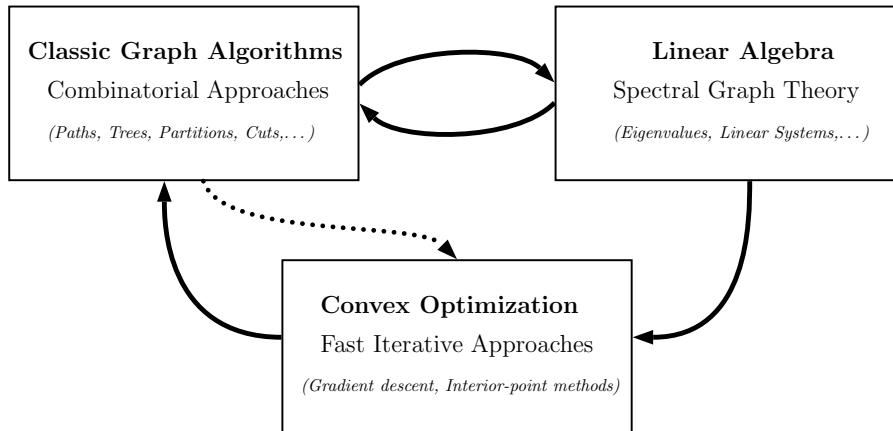 Classic Graph Algorithms
Combinatorial Approaches
(Paths, Trees, Partitions, Cuts,...)
Linear Algebra
Spectral Graph Theory
(Eigenvalues, Linear Systems,...)
Convex Optimization
Fast Iterative Approaches
(Gradient descent, Interior-point methods)